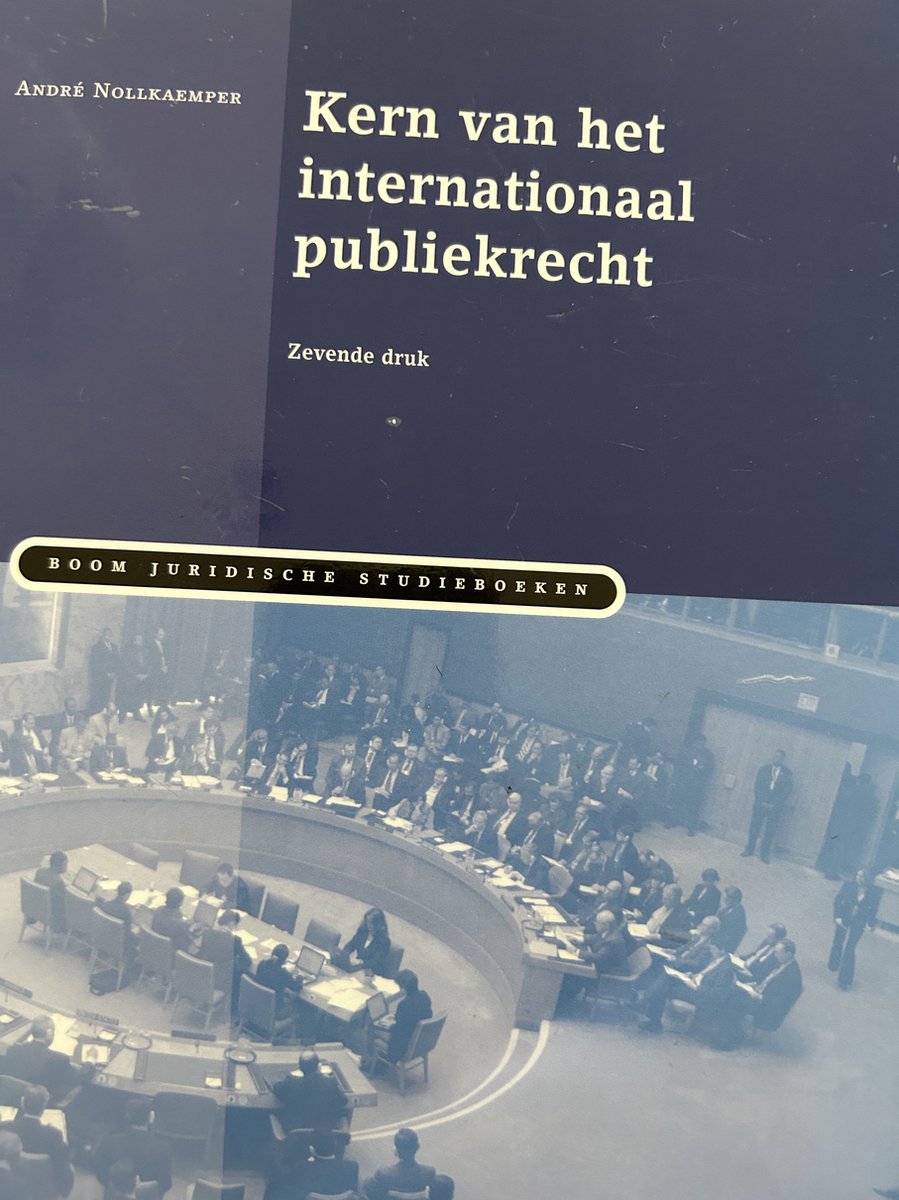 André Nollkaemper
Kern van het
internationaal
publiekrecht
Zevende druk
BOOM JURIDISCHE STUDIEBOEKEN